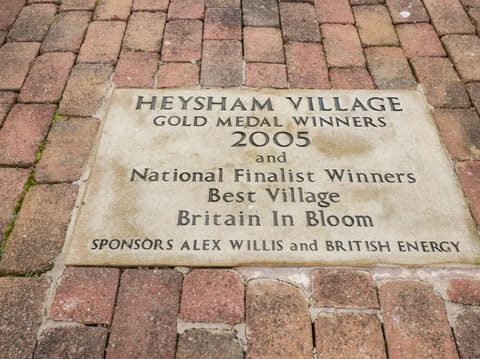 HEYSHAM VILLAGE
GOLD MEDAL WINNERS
2005
and
National Finalist Winners
Best Village
Britain In Bloom
SPONSORS ALEX WILLIS and BRITISH ENERGY